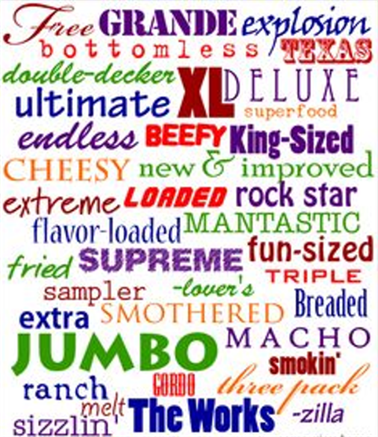 Free GRANDE explosion
bottomless TEXAS
double-decker XL DELUXE
ultimate superfood
endless BEEFY King-Sized
CHEESY new & improved
extreme LOADED rock star
flavor-loaded MANTASTIC
fried SUPREME fun-sized
TRIPLE
sampler -lover's Breaded
extra SMOTHERED
JUMBO MACHO
smokin'
ranch GORDO three pack
melt The Works -zilla
sizzlin'